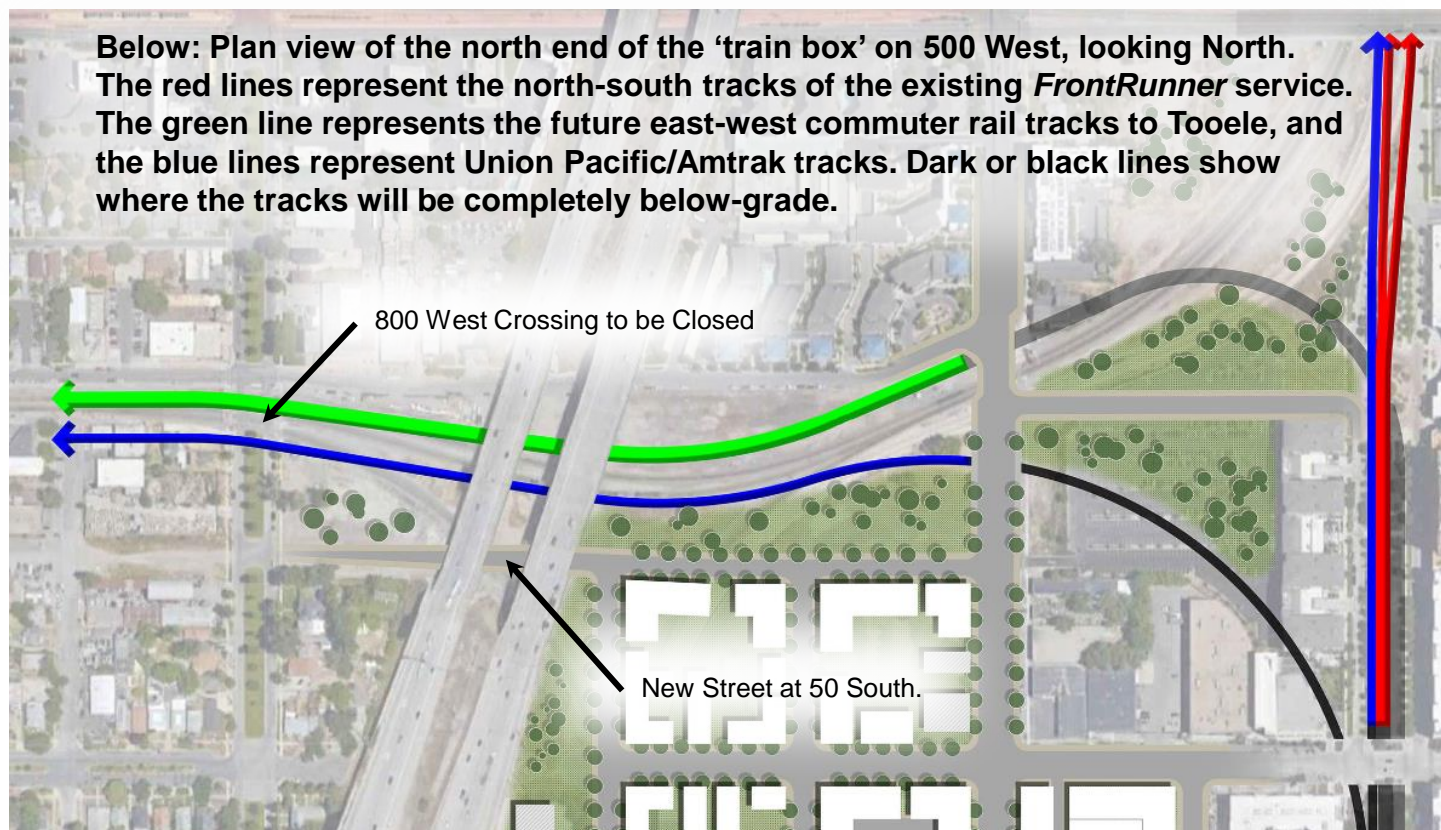 Below: Plan view of the north end of the ‘train box’ on 500 West, looking North.
The red lines represent the north-south tracks of the existing FrontRunner service.
The green line represents the future east-west commuter rail tracks to Tooele, and
the blue lines represent Union Pacific/Amtrak tracks. Dark or black lines show
where the tracks will be completely below-grade.
800 West Crossing to be Closed
New Street at 50 South.